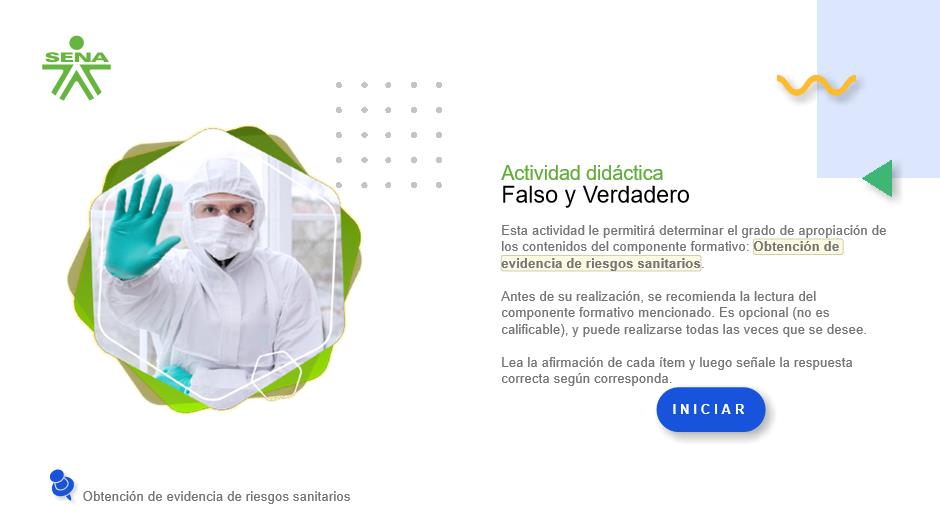 SENA
Actividad didáctica
Falso y Verdadero
Esta actividad le permitirá determinar el grado de apropiación de
los contenidos del componente formativo: Obtención de
evidencia de riesgos sanitarios.
Antes de su realización, se recomienda la lectura del
componente formativo mencionado. Es opcional (no es
calificable), y puede realizarse todas las veces que se desee.
Lea la afirmación de cada ítem y luego señale la respuesta
correcta según corresponda.
INICIAR
Obtención de evidencia de riesgos sanitarios